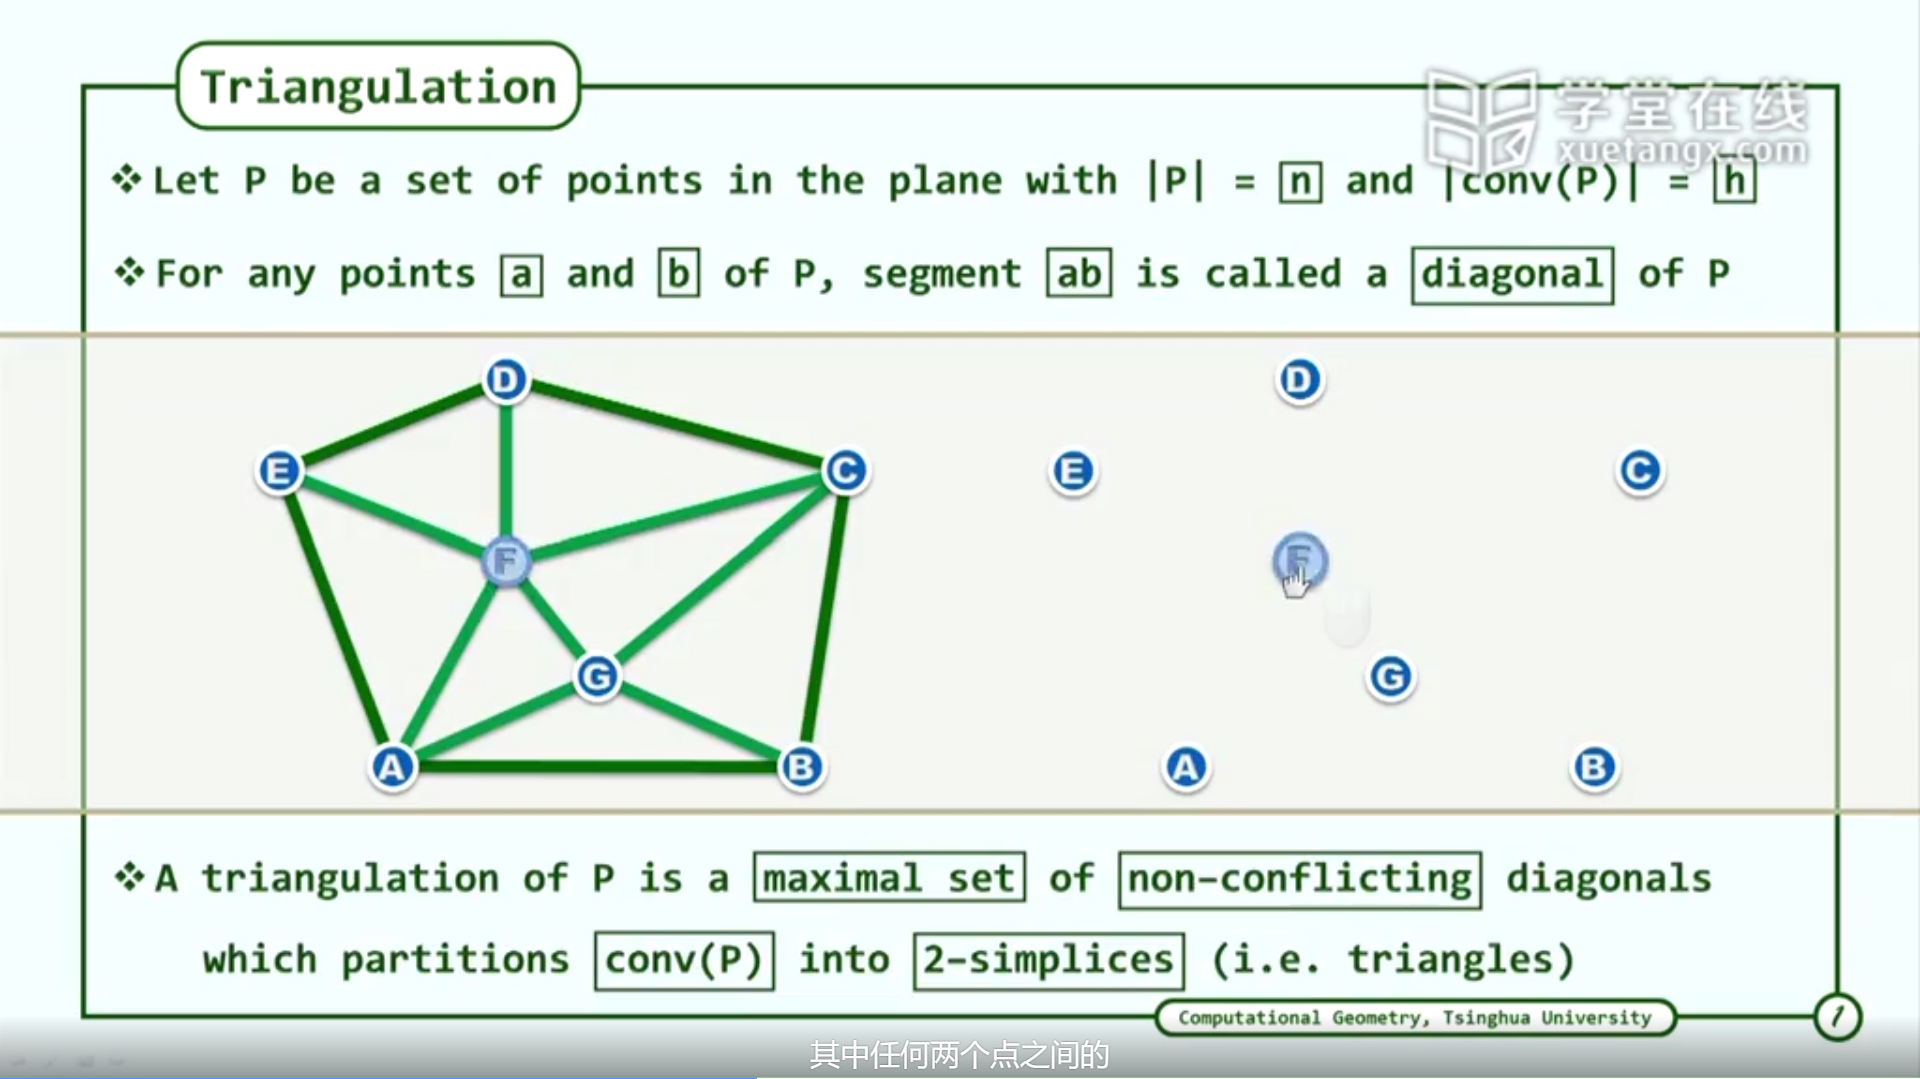 Triangulation
学堂在线
xuetangx.com
❖Let P be a set of points in the plane with |P| = n and |conv(P)| = h
❖For any points a and b of P, segment ab is called a diagonal of P
D D
E C E C
F F
G G
A B A B
❖A triangulation of P is a maximal set of non-conflicting diagonals
which partitions conv(P) into 2-simplices (i.e. triangles)
Computational Geometry, Tsinghua University 1
其中任何两个点之间的